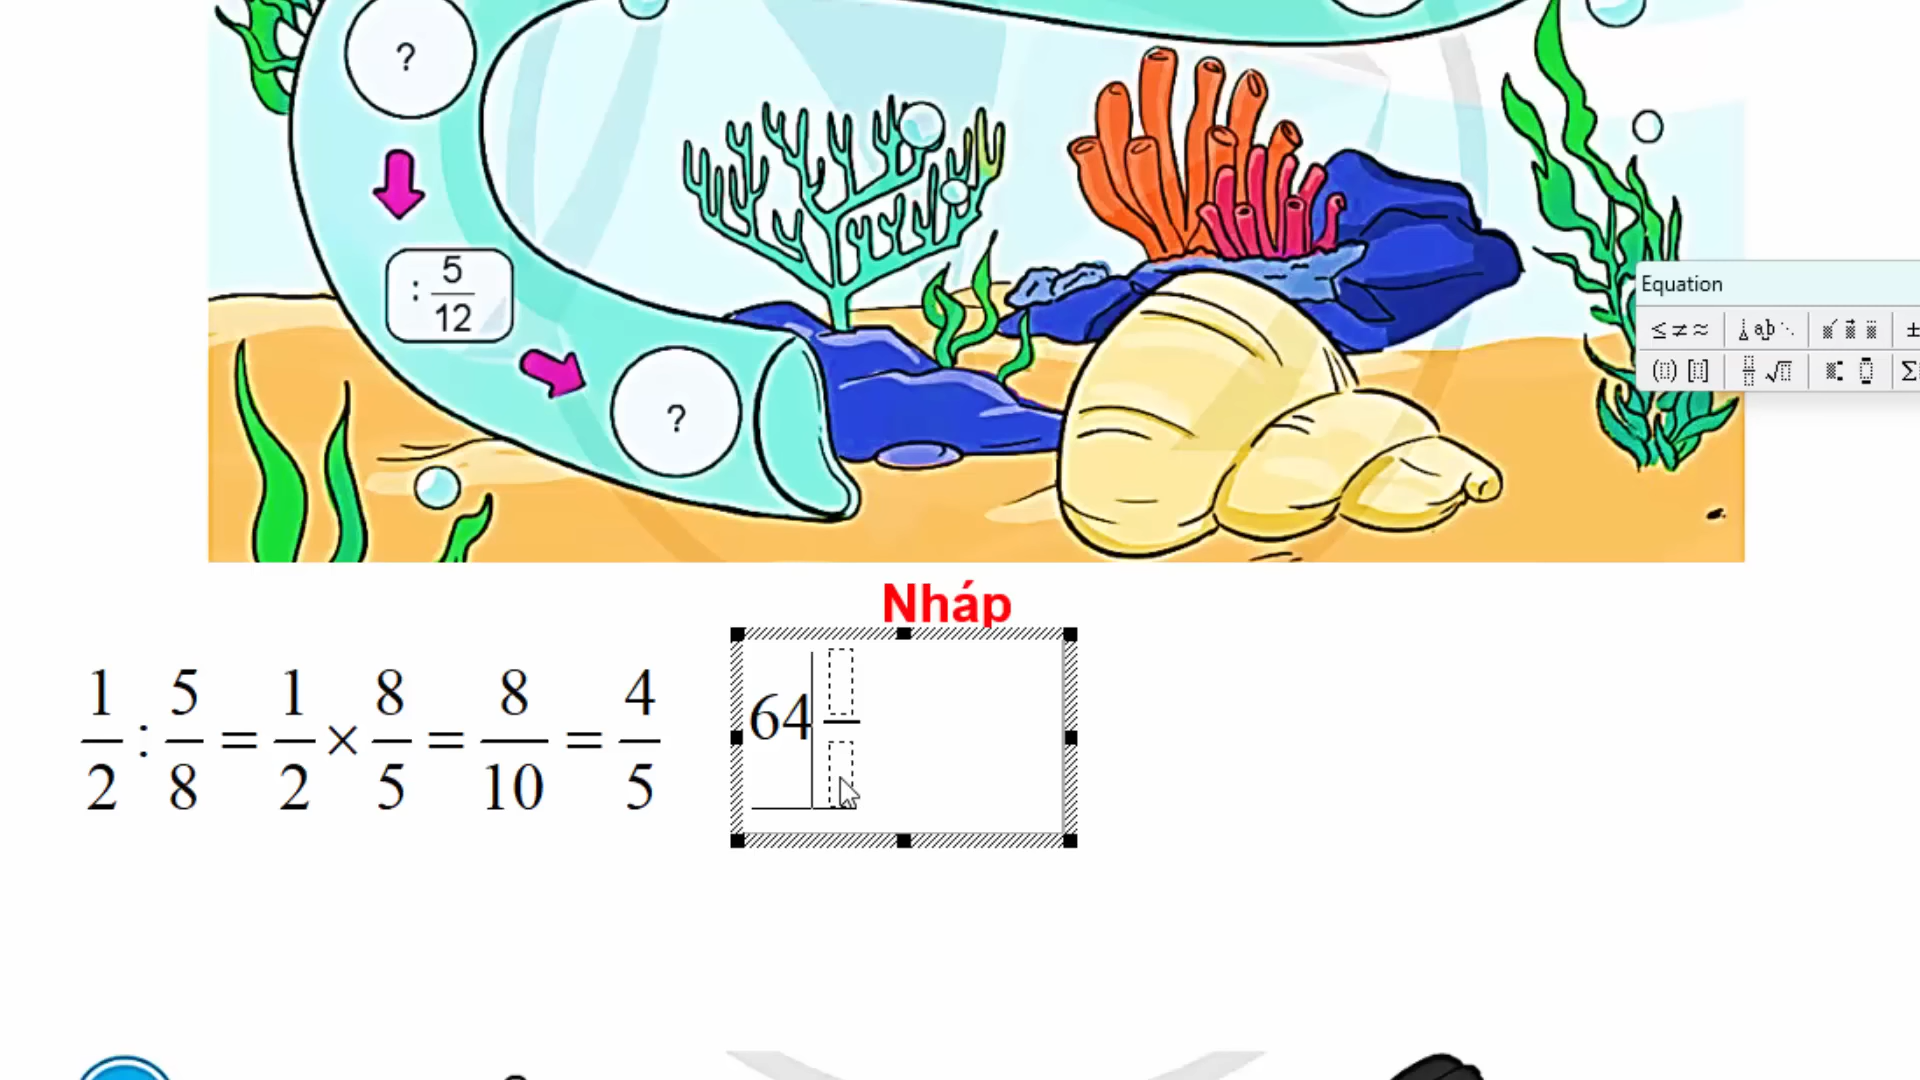 ?
: 5/12
?
Equation
Nháp
1/2 : 5/8 = 1/2 × 8/5 = 8/10 = 4/5
64